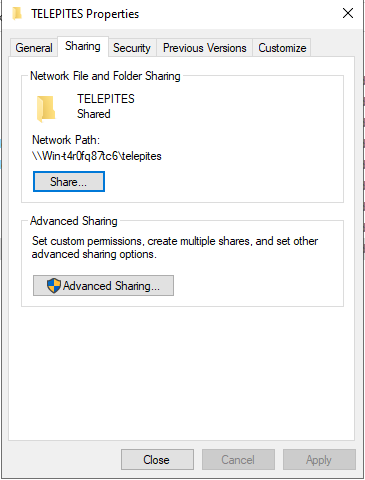 TELEPITES Properties
General
Sharing
Security
Previous Versions
Customize
Network File and Folder Sharing
TELEPITES
Shared
Network Path:
\\Win-t4r0fq87tc6\telepites
Share...
Advanced Sharing
Set custom permissions, create multiple shares, and set other
advanced sharing options.
Advanced Sharing...
Close
Cancel
Apply